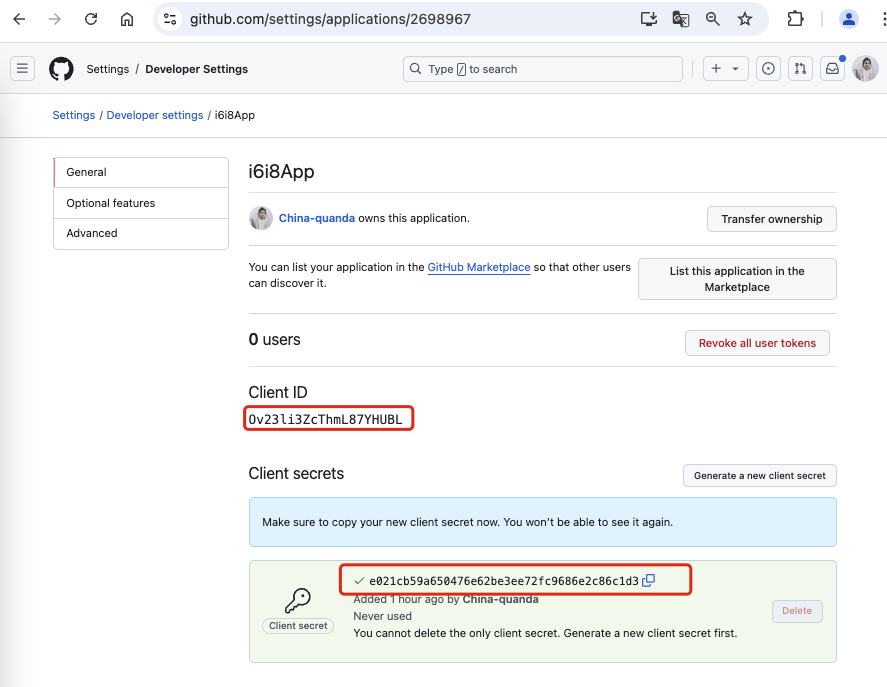 github.com/settings/applications/2698967
Settings / Developer Settings
Type / to search
Settings / Developer settings / i6i8App
General
Optional features
Advanced
i6i8App
China-quanda owns this application.
Transfer ownership
You can list your application in the GitHub Marketplace so that other users
can discover it.
List this application in the
Marketplace
0 users
Revoke all user tokens
Client ID
Ov23li3ZcThmL87YHUBL
Client secrets
Generate a new client secret
Make sure to copy your new client secret now. You won't be able to see it again.
e021cb59a650476e62be3ee72fc9686e2c86c1d3
Added 1 hour ago by China-quanda
Never used
You cannot delete the only client secret. Generate a new client secret first.
Client secret
Delete